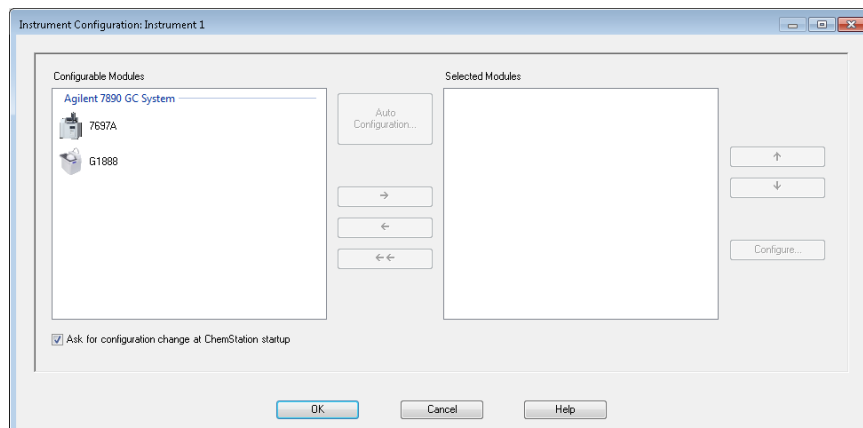 Instrument Configuration: Instrument 1
Configurable Modules
Selected Modules
Agilent 7890 GC System
7697A
G1888
Auto
Configuration...
→
←
←←
↑
↓
Configure...
Ask for configuration change at ChemStation startup
OK
Cancel
Help